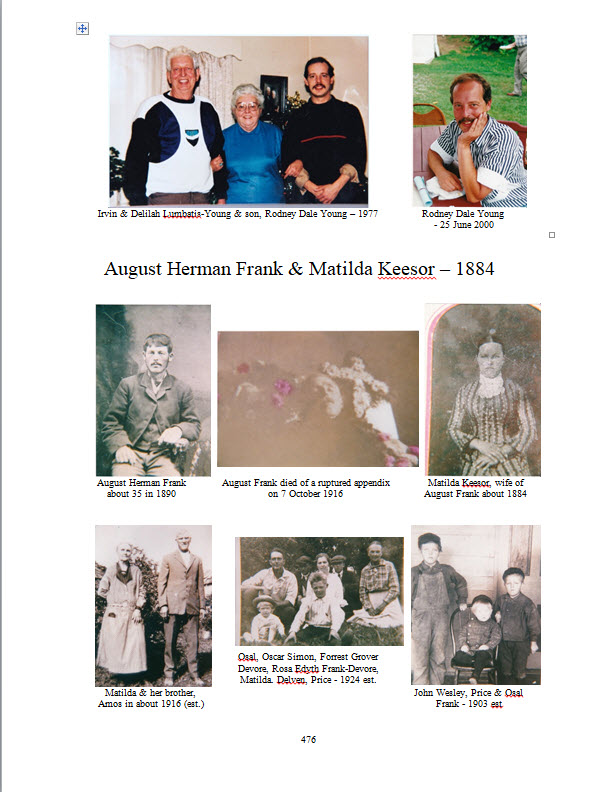 Irvin & Delilah Lumbatis-Young & son, Rodney Dale Young – 1977
Rodney Dale Young
- 25 June 2000
August Herman Frank & Matilda Keesor – 1884
August Herman Frank
about 35 in 1890
August Frank died of a ruptured appendix
on 7 October 1916
Matilda Keesor, wife of
August Frank about 1884
Matilda & her brother,
Amos in about 1916 (est.)
Osal, Oscar Simon, Forrest Grover
Devore, Rosa Edyth Frank-Devore,
Matilda. Delven, Price - 1924 est.
John Wesley, Price & Osal
Frank - 1903 est.
476